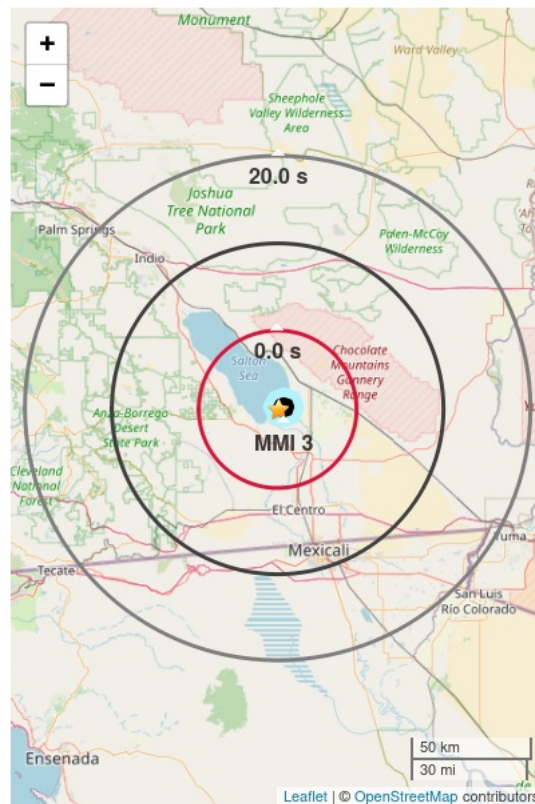 Monument
+
−
Ward Valley
Sheephole
Valley Wilderness
Area
20.0 s
Joshua
Tree National
Park
Palm Springs
Palen-McCoy
Wilderness
Indio
0.0 s
Salton
Sea
Chocolate
Mountains
Gunnery
Range
Anza-Borrego
Desert
State Park
MMI 3
Cleveland
National
Forest
El Centro
Mexicali
Yuma
Tecate
San Luis
Río Colorado
Ensenada
50 km
30 mi
de
Leaflet | © OpenStreetMap contributors